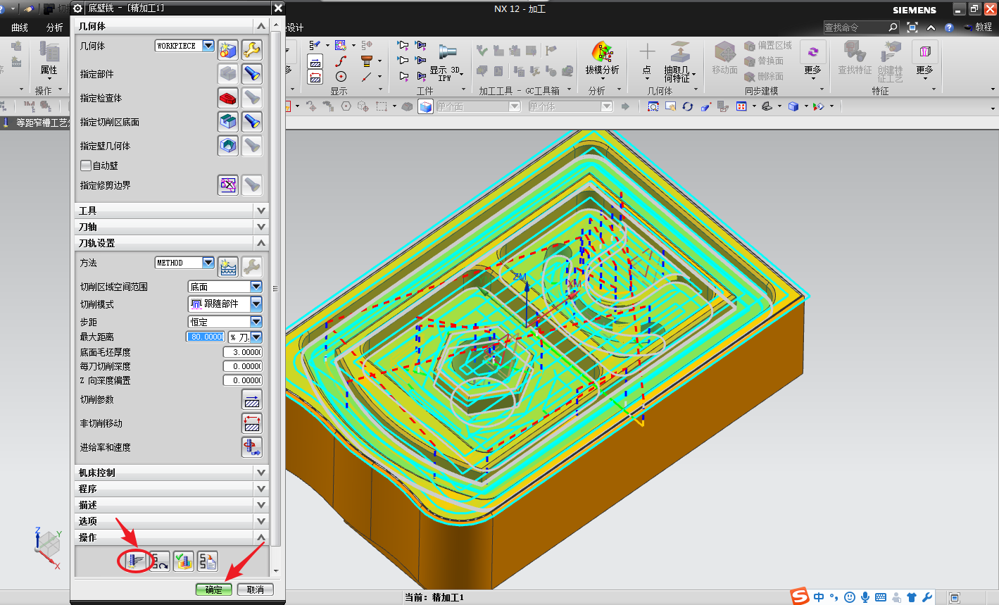 底壁铣 - [精加工1]
NX 12 - 加工
SIEMENS
曲线 分析
设计
查找命令
教程
属性
操作
显示
显示 3D IPW
工件
加工工具 - GC工具箱
拔模分析
分析
点
抽取几何特征
几何体
移动面
偏置区域
替换面
删除面
更多
同步建模
查找特征
创建特征工艺
更多
特征
单个面
单个体
等距窄槽工艺
几何体
几何体 WORKPIECE
指定部件
指定检查体
指定切削区底面
指定壁几何体
自动壁
指定修剪边界
工具
刀轴
刀轨设置
方法 METHOD
切削区域空间范围 底面
切削模式 跟随部件
步距 恒定
最大距离 80.0000 % 刀
底面毛坯厚度 3.0000
每刀切削深度 0.0000
Z 向深度偏置 0.0000
切削参数
非切削移动
进给率和速度
机床控制
程序
描述
选项
操作
确定 取消
ZM
XM
Z
Y
X
当前: 精加工1
中